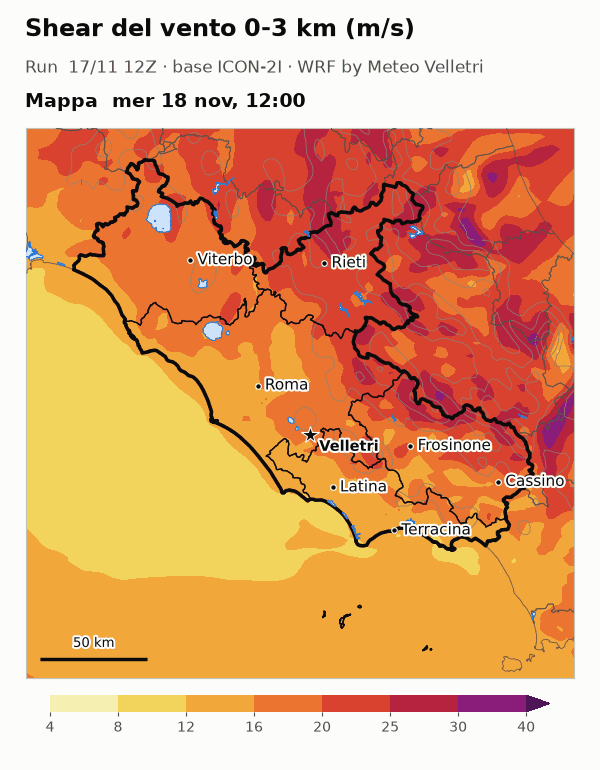 Shear del vento 0-3 km (m/s)
Run 17/11 12Z · base ICON-2I · WRF by Meteo Velletri
Mappa mer 18 nov, 12:00
Viterbo
Rieti
Roma
Velletri
Frosinone
Cassino
Latina
Terracina
50 km
4 8 12 16 20 25 30 40